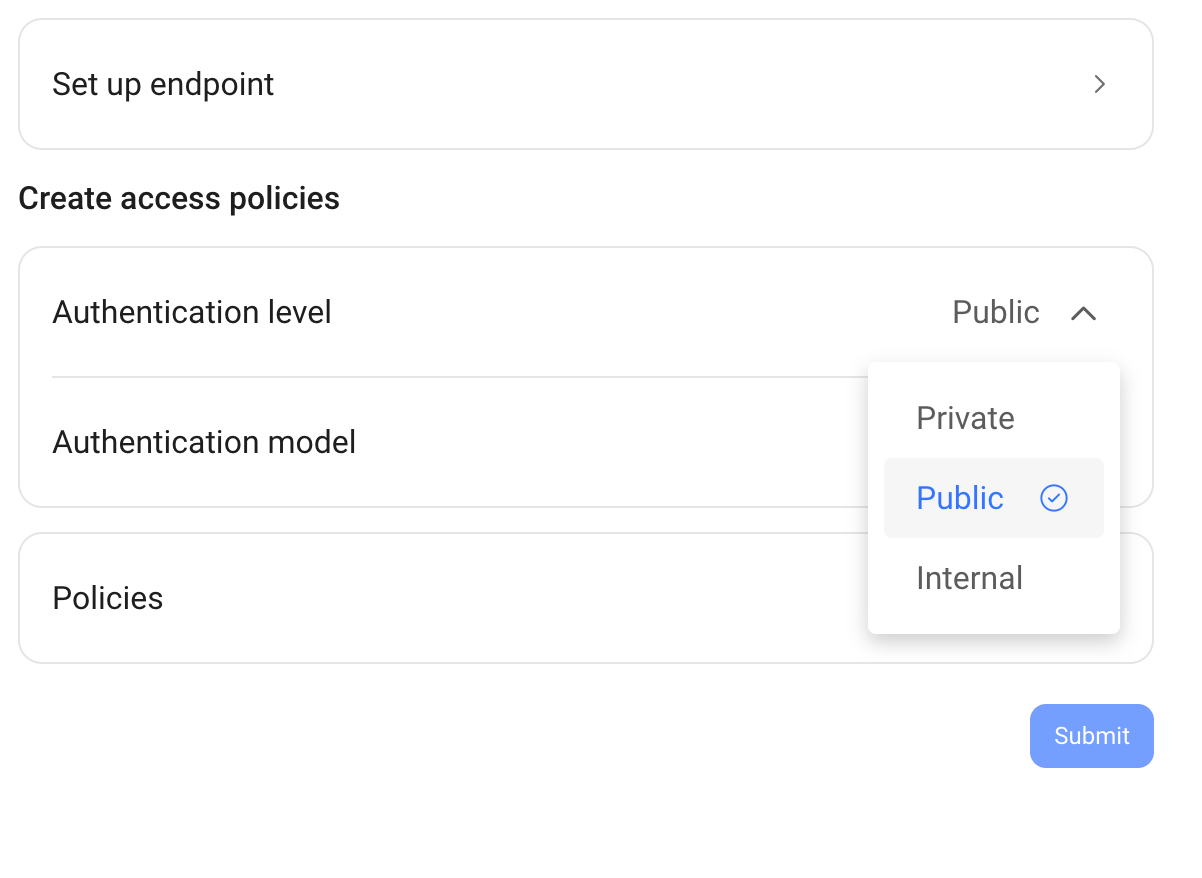 Set up endpoint
Create access policies
Authentication level
Public
Private
Authentication model
Public
Internal
Policies
Submit